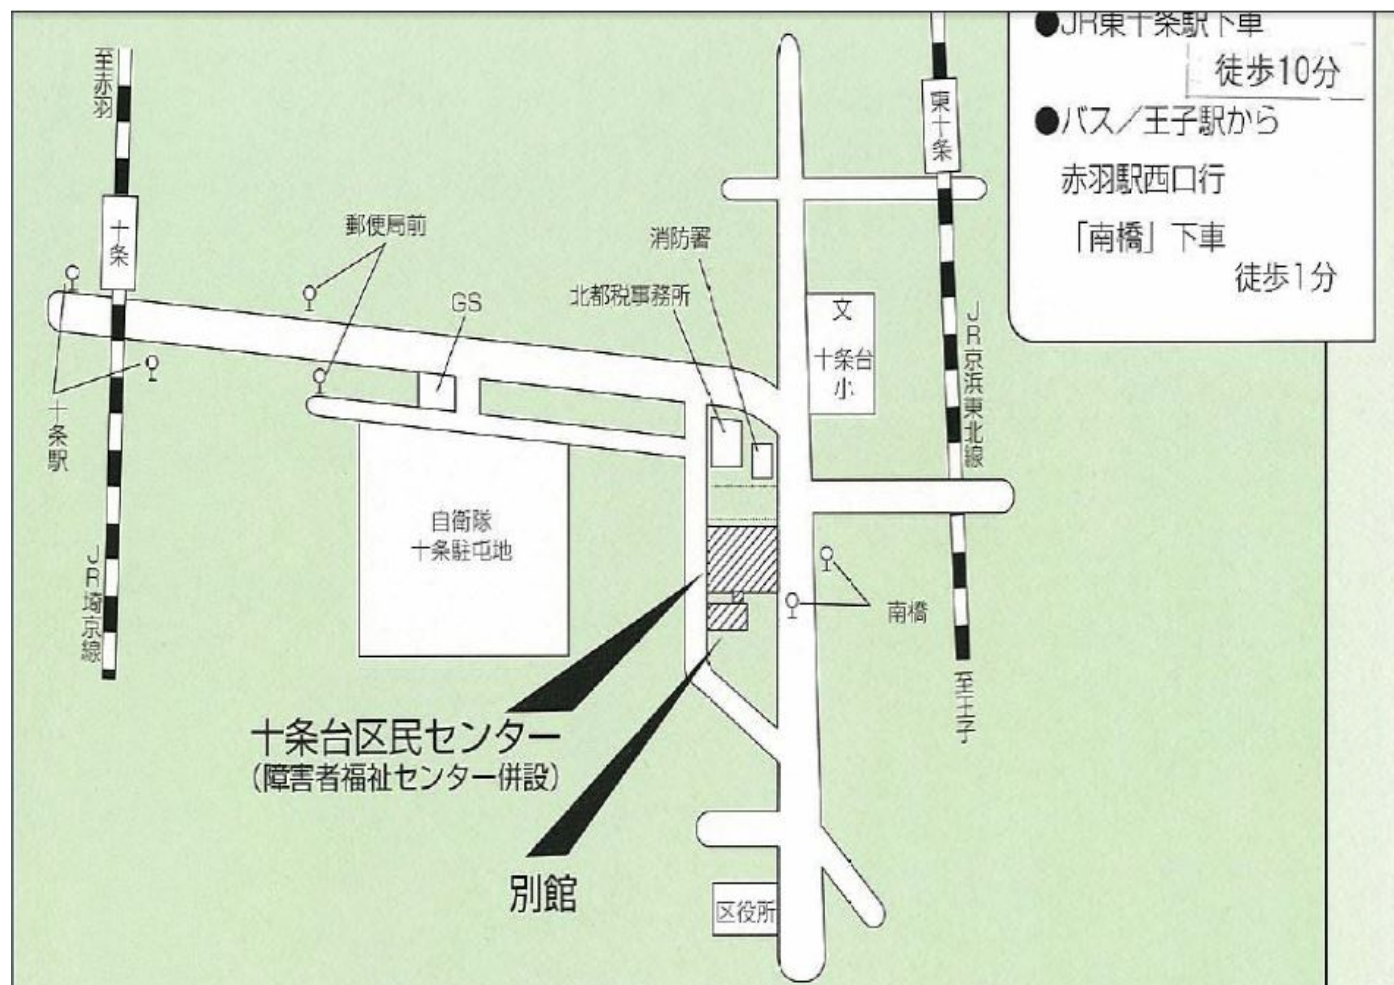 ●JR東十条駅下車
徒歩10分
●バス／王子駅から
赤羽駅西口行
「南橋」下車
徒歩1分
至赤羽
十条
郵便局前
GS
消防署
北都税事務所
東十条
文
十条台
小
JR京浜東北線
十条駅
自衛隊
十条駐屯地
JR埼京線
南橋
至王子
十条台区民センター
(障害者福祉センター併設)
別館
区役所